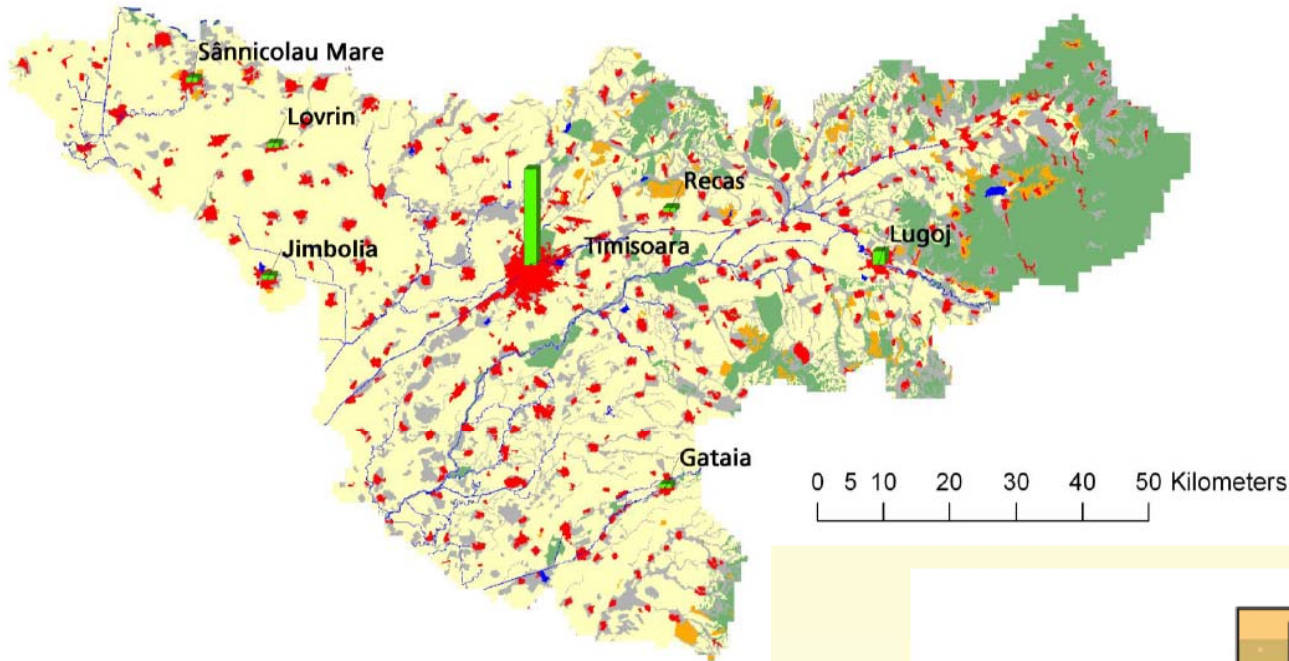 Sânnicolau Mare
Lovrin
Recas
Jimbolia
Timisoara
Lugoj
Gataia
0 5 10 20 30 40 50 Kilometers